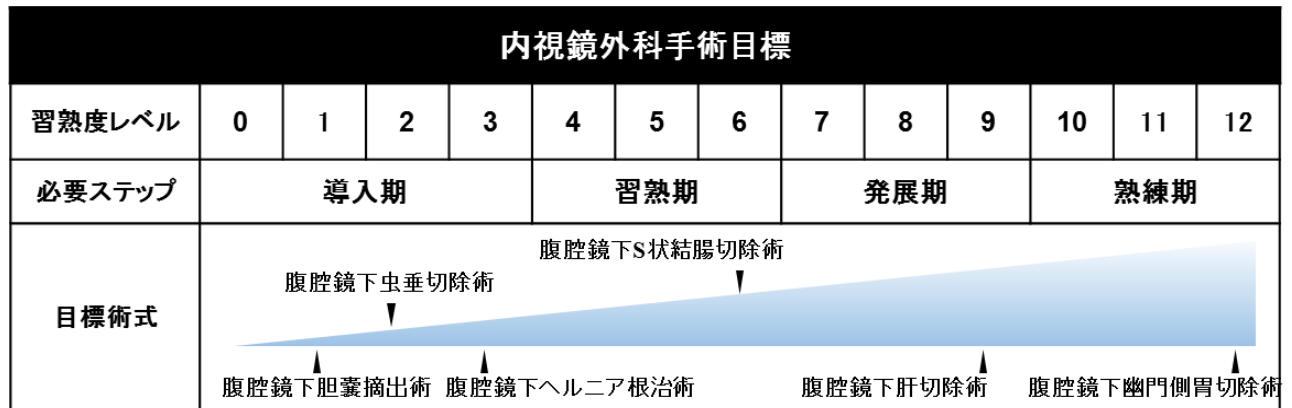 内視鏡外科手術目標
習熟度レベル 0 1 2 3 4 5 6 7 8 9 10 11 12
必要ステップ 導入期 習熟期 発展期 熟練期
腹腔鏡下S状結腸切除術
腹腔鏡下虫垂切除術
目標術式
腹腔鏡下胆嚢摘出術 腹腔鏡下ヘルニア根治術 腹腔鏡下肝切除術 腹腔鏡下幽門側胃切除術